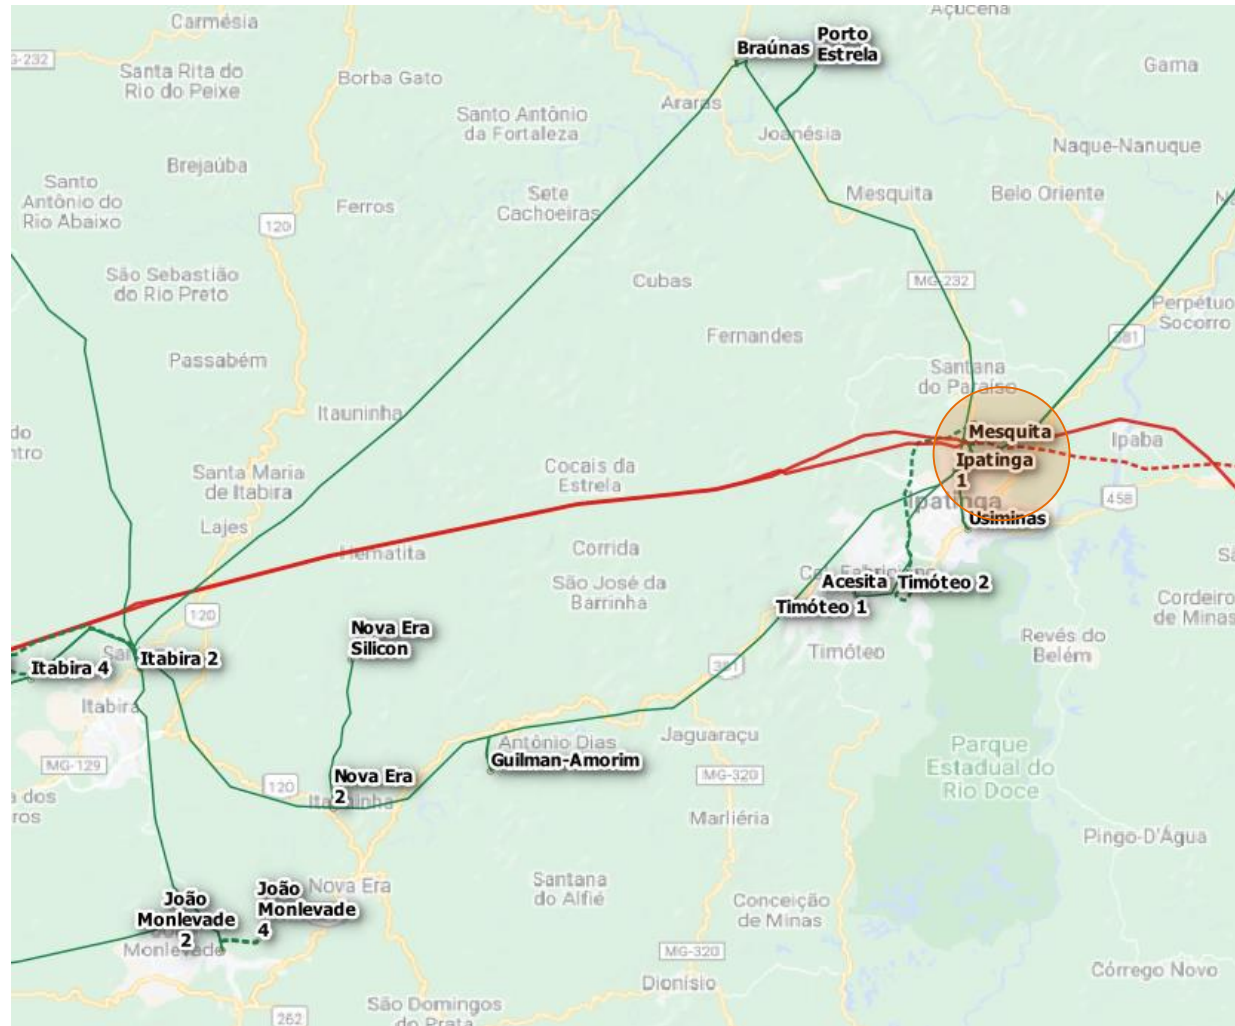 Carmésia
Açucena
G-232
Santa Rita do
Rio do Peixe
Borba Gato
Braúnas
Porto
Estrela
Gama
Araras
Santo Antônio
da Fortaleza
Joanésia
Naque-Nanuque
Brejaúba
Santo
Antônio do
Rio Abaixo
Ferros
Sete
Cachoeiras
Mesquita
Belo Oriente
120
São Sebastião
do Rio Preto
Cubas
MG-232
Perpétuo
Socorro
381
Fernandes
Passabém
Santana
do Paraíso
Itauninha
do
ntro
Mesquita
Ipaba
Ipatinga
1
Cocais da
Estrela
Santa Maria
de Itabira
Ipatinga
458
Usiminas
Lajes
Hematita
Corrida
São José da
Barrinha
Acesita
Timóteo 2
Timóteo 1
Cordeiro
de Minas
120
Nova Era
Silicon
Itabira 2
Itabira 4
Timóteo
Revés do
Belém
381
Itabira
Jaguaraçu
Antônio Dias
Guilman-Amorim
Parque
Estadual do
Rio Doce
MG-129
120
Nova Era
2
MG-320
a dos
ros
Marliéria
Pingo-D'Água
João
Monlevade
2
João
Monlevade
4
Nova Era
Santana
do Alfié
Conceição
de Minas
Monlevade
MG-320
Dionísio
Córrego Novo
262
São Domingos
do Prata